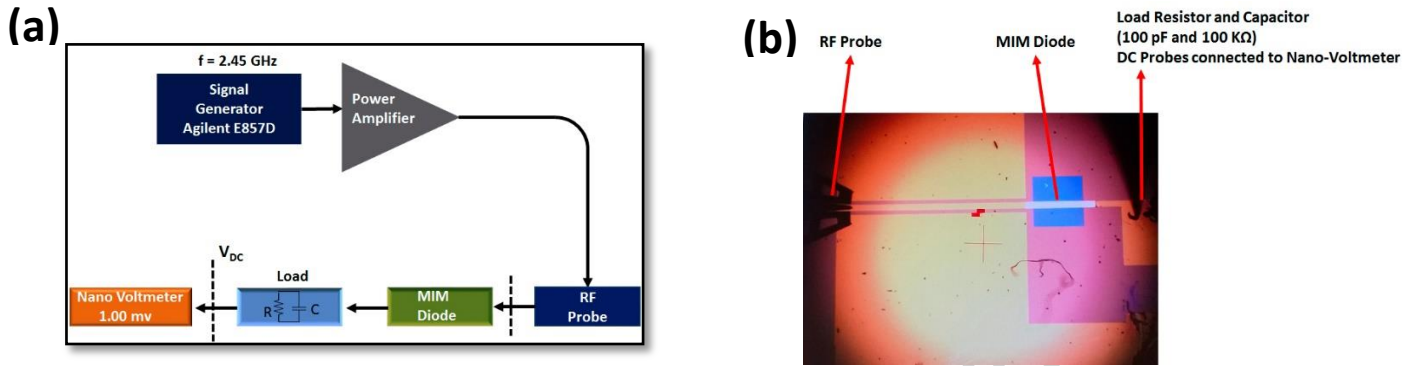 (a)
f = 2.45 GHz
Signal
Generator
Agilent E857D
Power
Amplifier
V_DC
Load
Nano Voltmeter
1.00 mv
R
C
MIM
Diode
RF
Probe
(b)
RF Probe
MIM Diode
Load Resistor and Capacitor
(100 pF and 100 KΩ)
DC Probes connected to Nano-Voltmeter